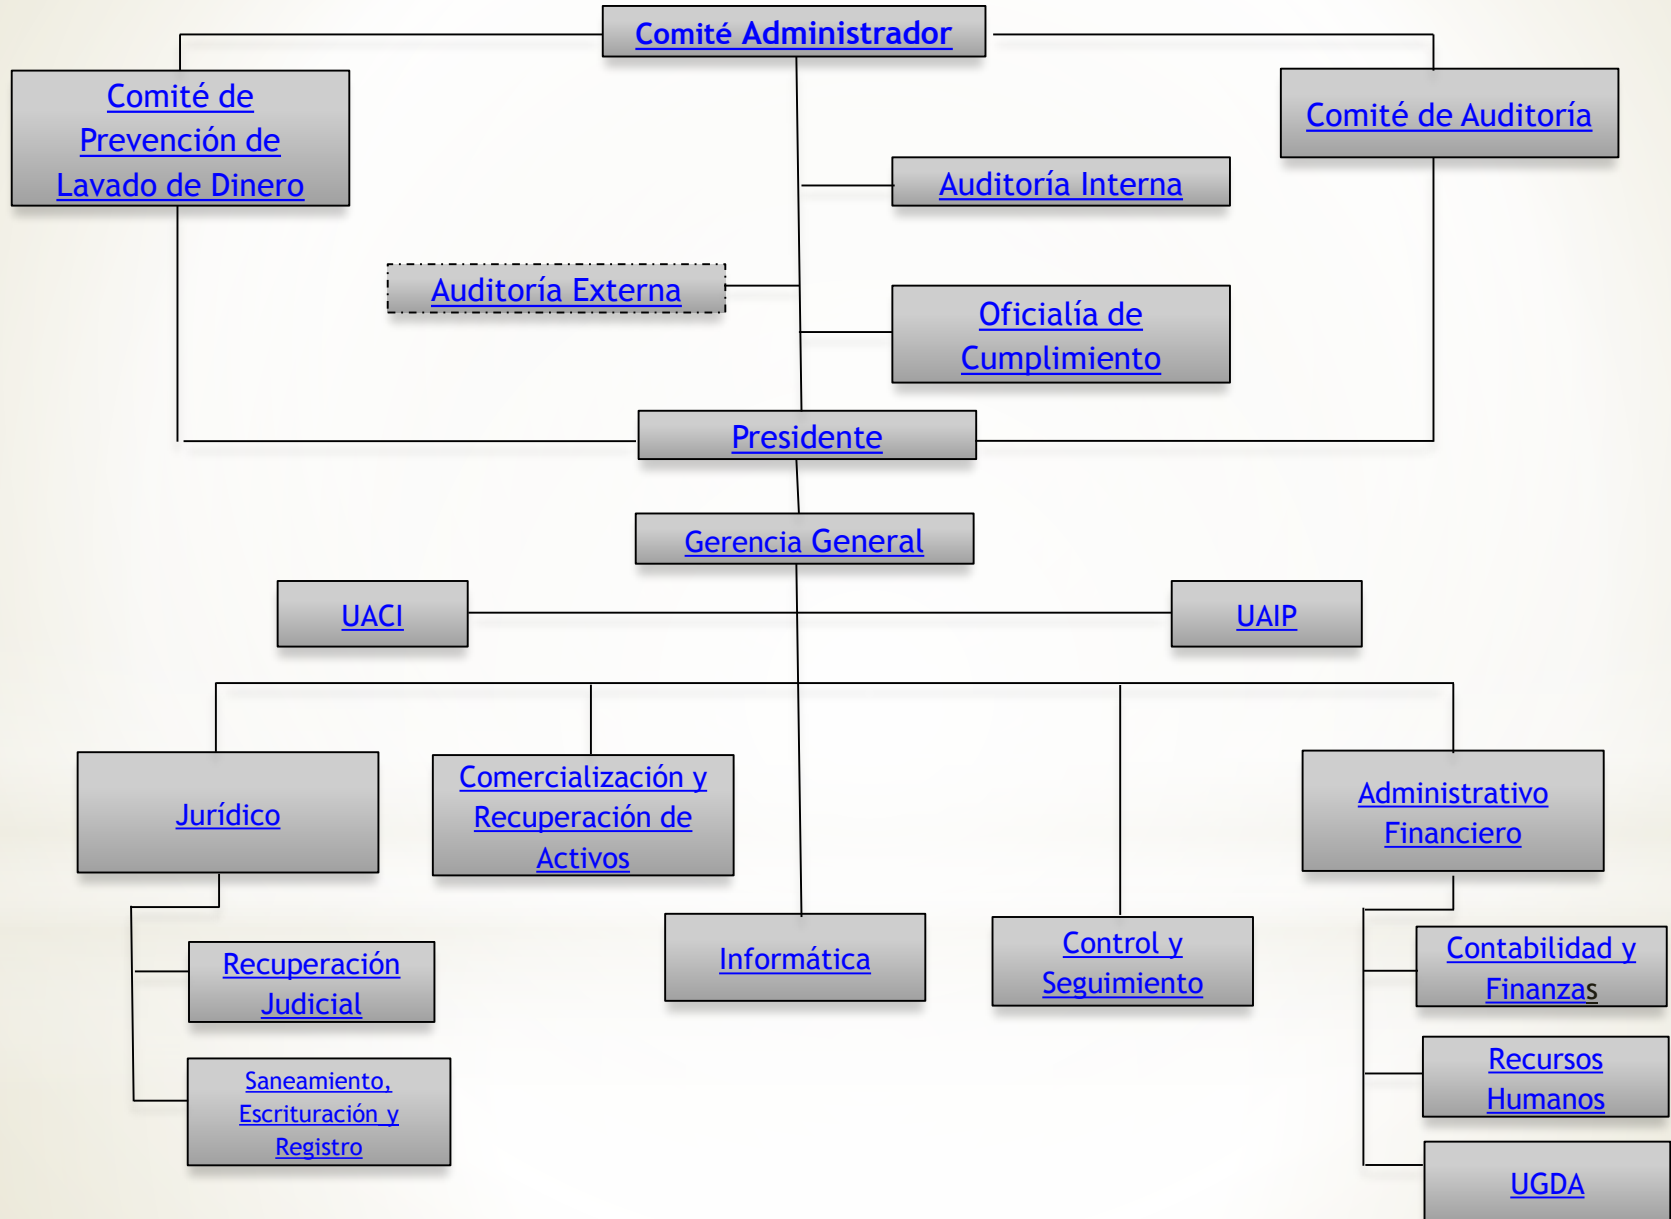 Comité Administrador
Comité de
Prevención de
Lavado de Dinero
Comité de Auditoría
Auditoría Interna
Auditoría Externa
Oficialía de
Cumplimiento
Presidente
Gerencia General
UACI
UAIP
Jurídico
Comercialización y
Recuperación de
Activos
Administrativo
Financiero
Recuperación
Judicial
Informática
Control y
Seguimiento
Contabilidad y
Finanzas
Saneamiento,
Escrituración y
Registro
Recursos
Humanos
UGDA